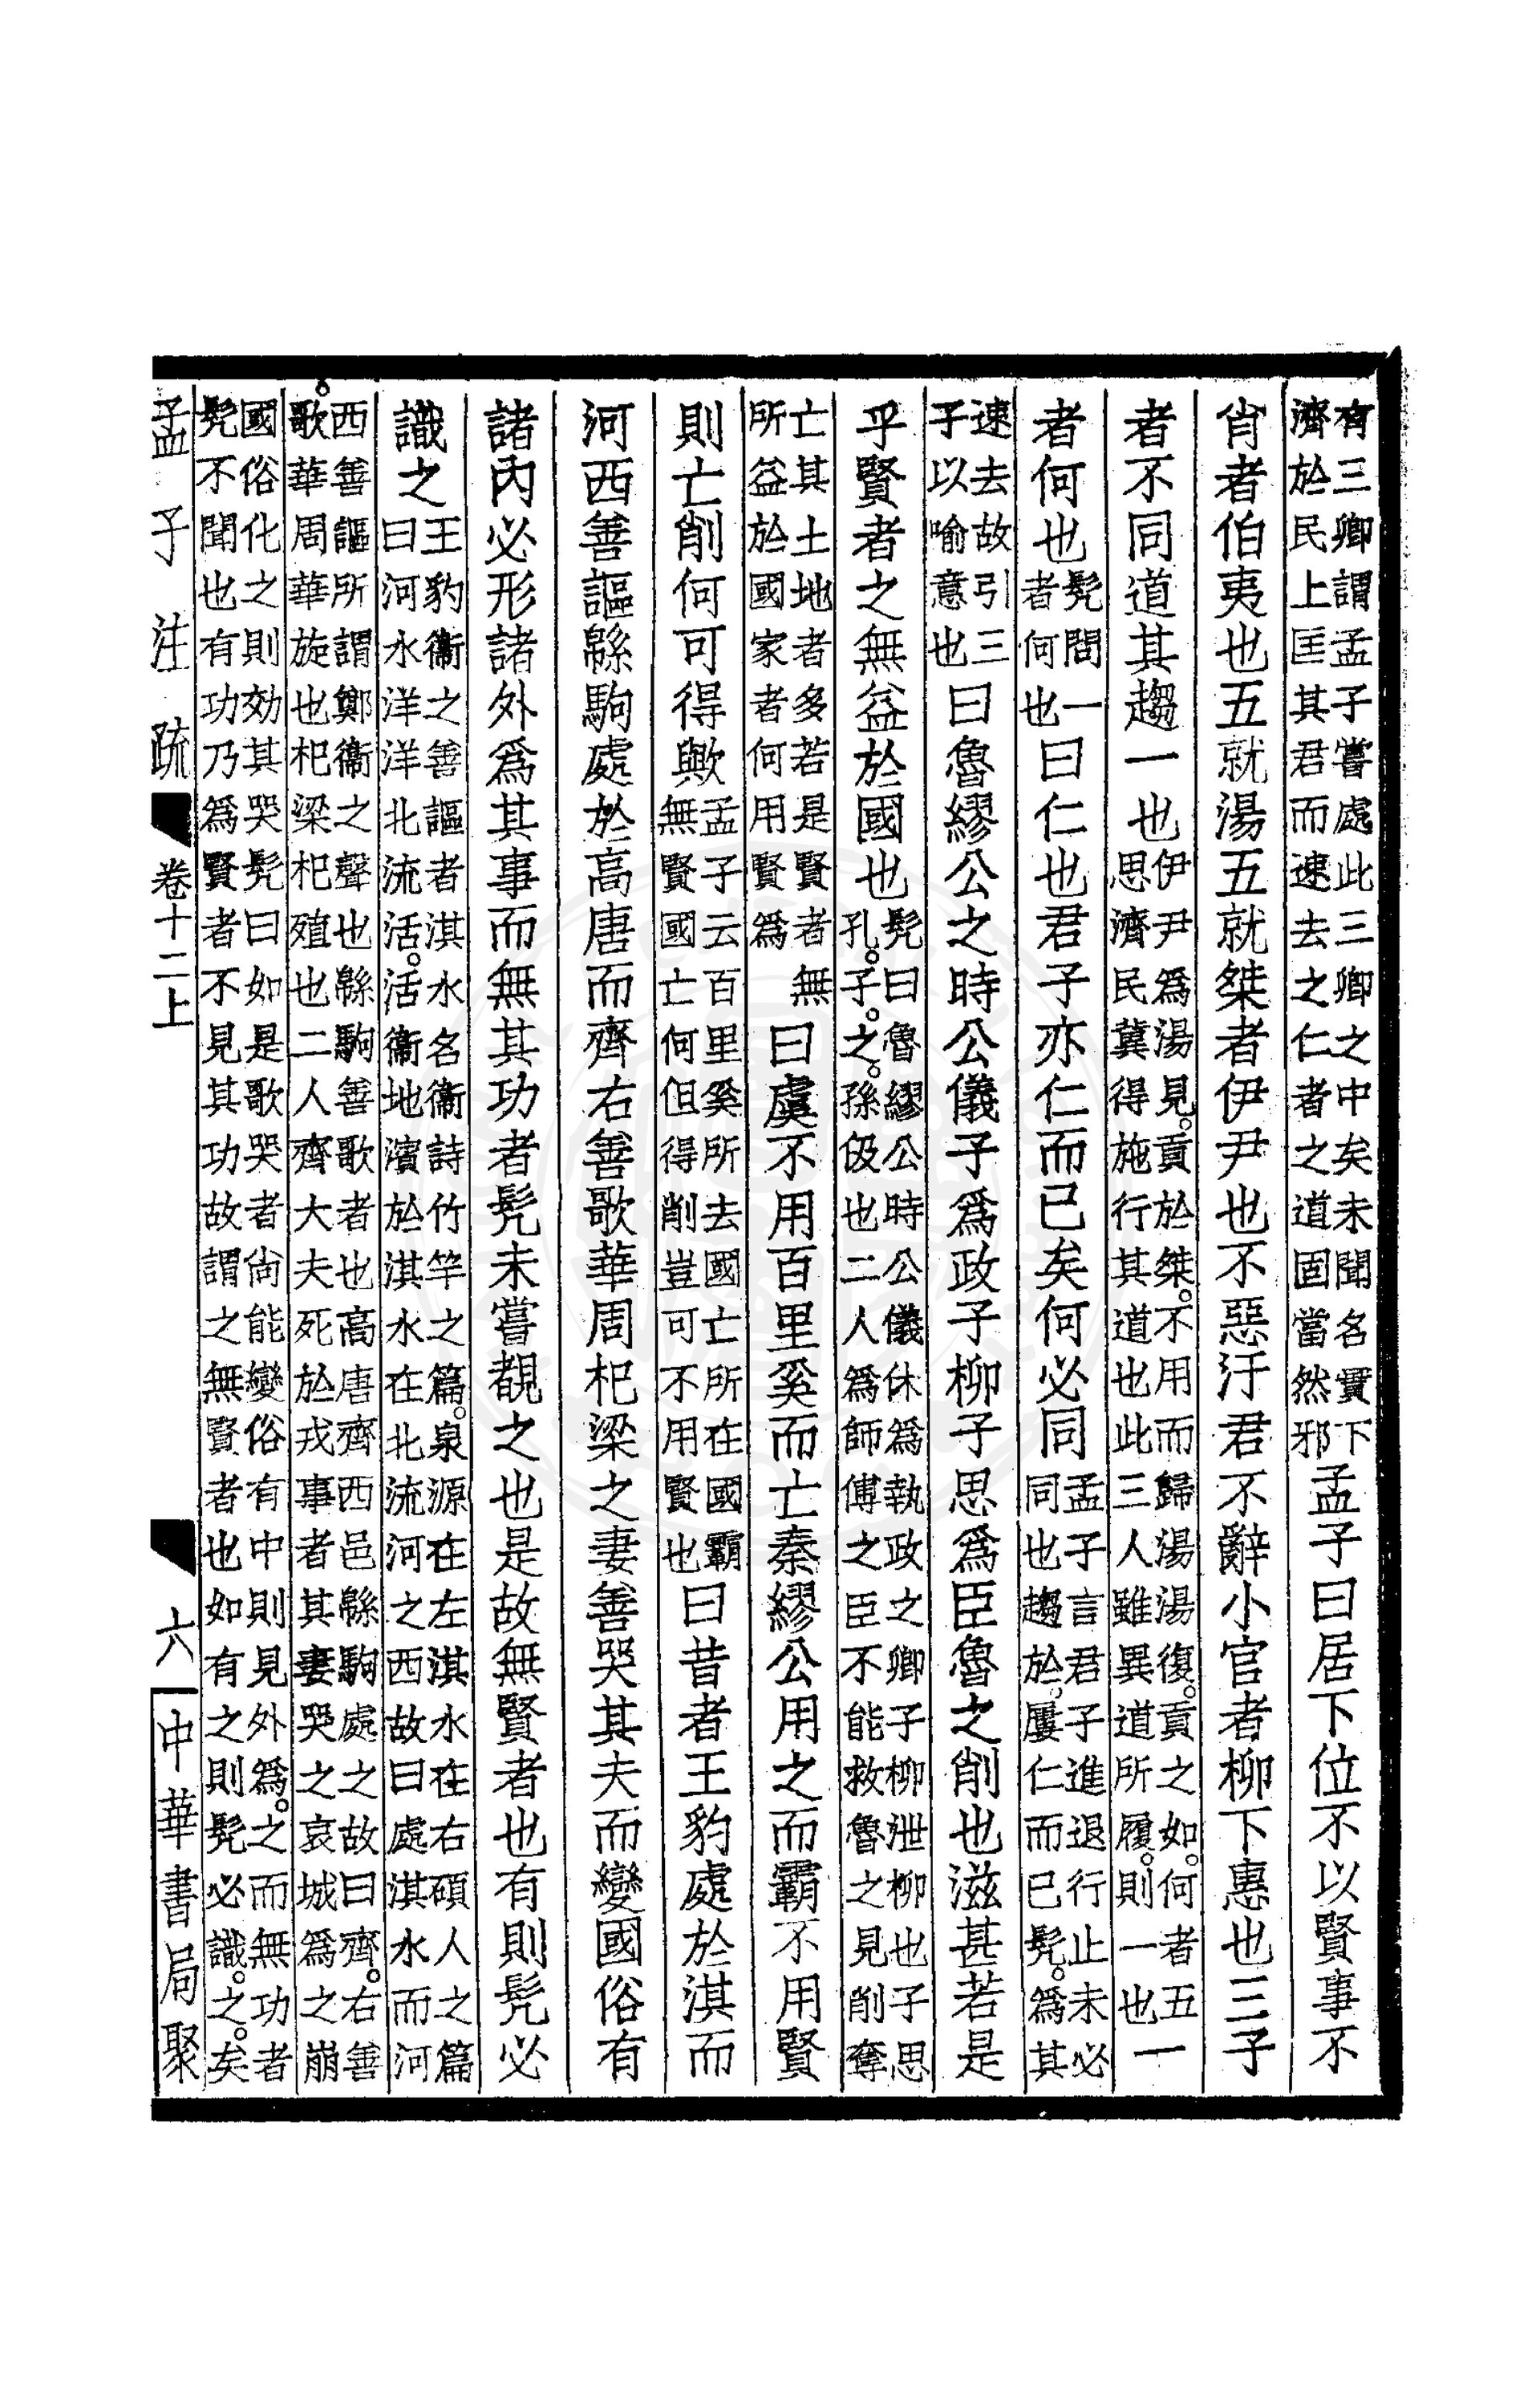 有三卿謂孟子嘗處此三卿之中矣未聞名實下濟於民上匡其君而速去之仁者之道固當然邪孟子曰居下位不以賢事不
肖者伯夷也五就湯五就桀者伊尹也不惡汙君不辭小官者柳下惠也三子
者不同道其趨一也伊尹爲湯見。貢於桀。不用而歸湯湯復。貢之如。何者五思濟民冀得施行其道也此三人雖異道所履。則一也一
者何也髡問一者何也曰仁也君子亦仁而已矣何必同孟子言君子進退行止未必同也趨於。屢仁而已髡。爲其
速去故引三子以喻意也曰魯繆公之時公儀子爲政子柳子思爲臣魯之削也滋甚若是
乎賢者之無益於國也髡曰魯繆公時公儀休爲執政之卿子柳泄柳也子思孔。子。之。孫伋也二人爲師傅之臣不能救魯之見削奪
亡其土地者多若是賢者無所益於國家者何用賢爲曰虞不用百里奚而亡秦繆公用之而霸不用賢
則亡削何可得歟孟子云百里奚所去國亡所在國霸無賢國亡何但得削豈可不用賢也曰昔者王豹處於淇而
河西善謳緜駒處於高唐而齊右善歌華周杞梁之妻善哭其夫而變國俗有
諸內必形諸外爲其事而無其功者髡未嘗覩之也是故無賢者也有則髡必
識之王豹衞之善謳者淇水名衞詩竹竿之篇。泉源在左淇水在右碩人之篇曰河水洋洋北流活。活衞地濱於淇水在北流河之西故曰處淇水而河
西善謳所謂鄭衞之聲也緜駒善歌者也高唐齊西邑緜駒處之故曰齊。右善歌。華周華旋也杞梁杞殖也二人齊大夫死於戎事者其妻哭之哀城爲之崩
國俗化之則効其哭髡曰如是歌哭者尙能變俗有中則見外爲。之而無功者髡不聞也有功乃爲賢者不見其功故謂之無賢者也如有之則髡必識。之。矣
孟子注疏 卷十二上 六 中華書局聚